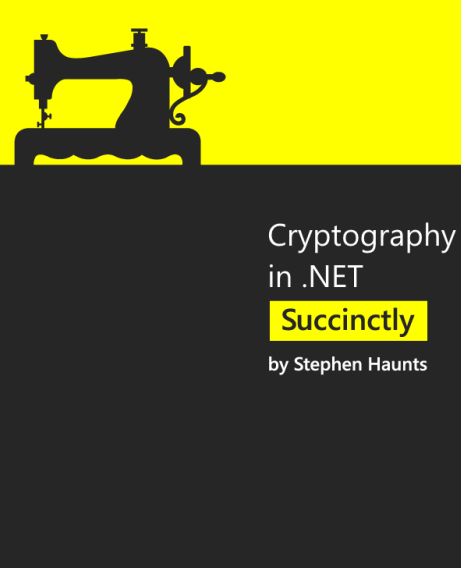 Cryptography
in .NET
Succinctly
by Stephen Haunts